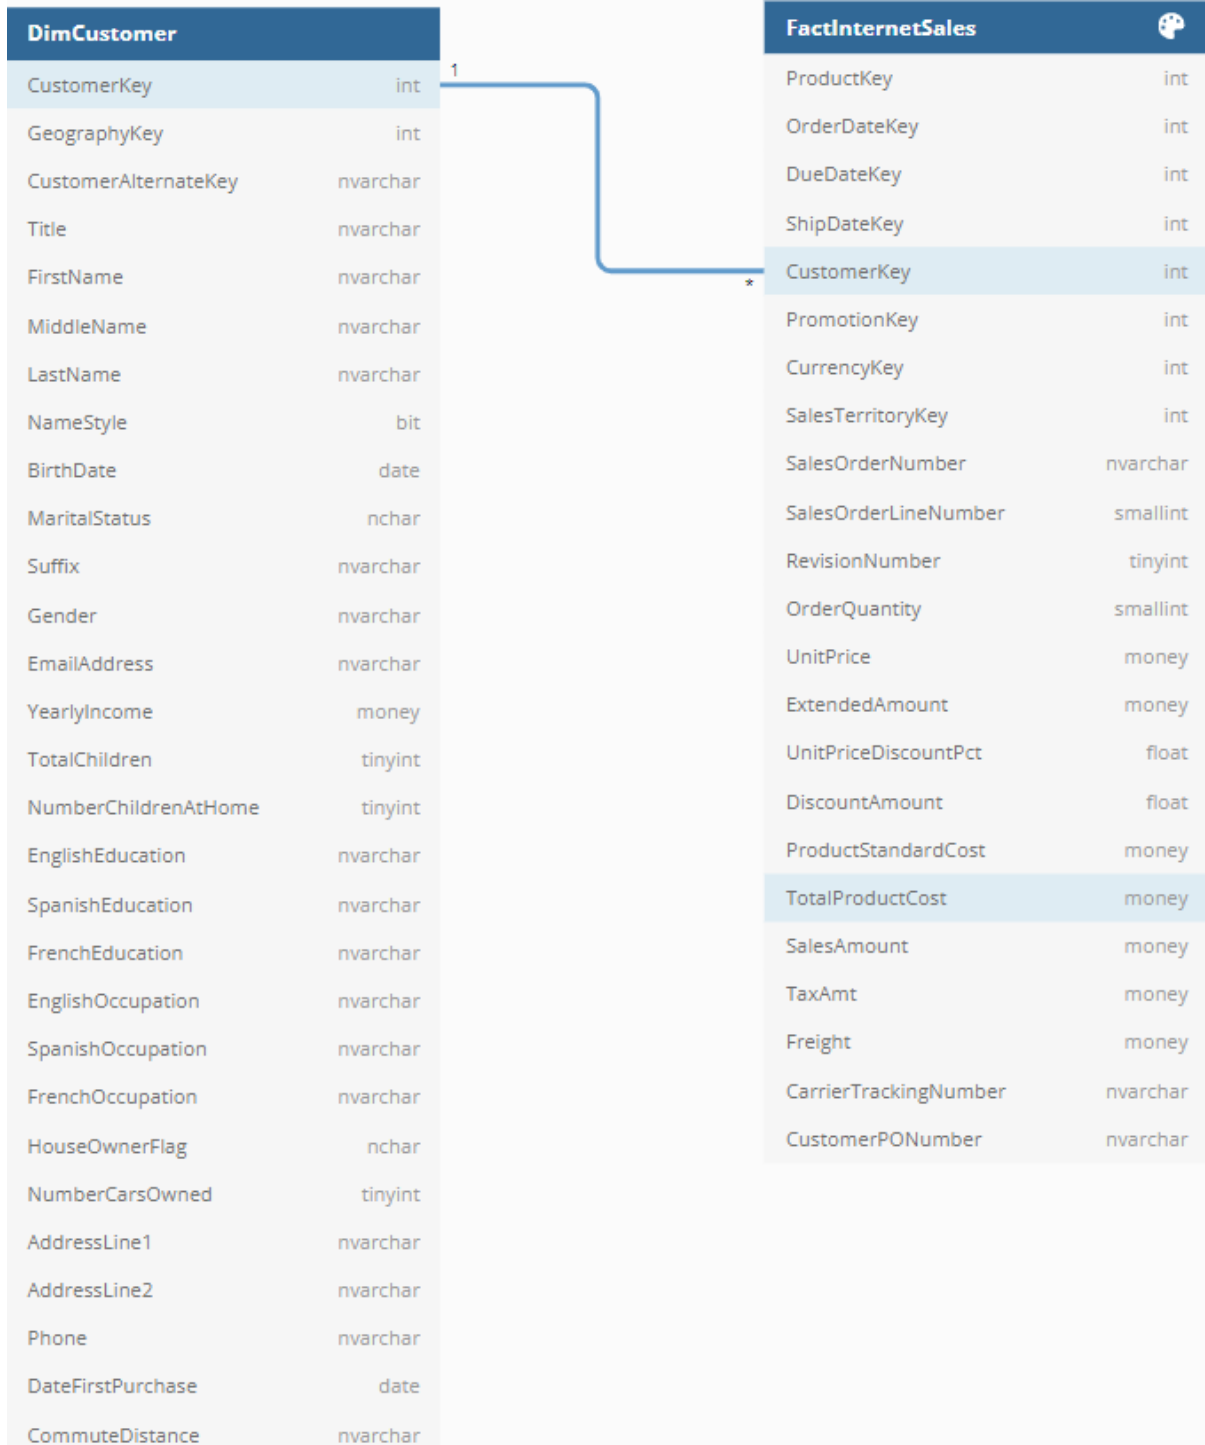 DimCustomer
CustomerKey int
GeographyKey int
CustomerAlternateKey nvarchar
Title nvarchar
FirstName nvarchar
MiddleName nvarchar
LastName nvarchar
NameStyle bit
BirthDate date
MaritalStatus nchar
Suffix nvarchar
Gender nvarchar
EmailAddress nvarchar
YearlyIncome money
TotalChildren tinyint
NumberChildrenAtHome tinyint
EnglishEducation nvarchar
SpanishEducation nvarchar
FrenchEducation nvarchar
EnglishOccupation nvarchar
SpanishOccupation nvarchar
FrenchOccupation nvarchar
HouseOwnerFlag nchar
NumberCarsOwned tinyint
AddressLine1 nvarchar
AddressLine2 nvarchar
Phone nvarchar
DateFirstPurchase date
CommuteDistance nvarchar
1
*
FactInternetSales
ProductKey int
OrderDateKey int
DueDateKey int
ShipDateKey int
CustomerKey int
PromotionKey int
CurrencyKey int
SalesTerritoryKey int
SalesOrderNumber nvarchar
SalesOrderLineNumber smallint
RevisionNumber tinyint
OrderQuantity smallint
UnitPrice money
ExtendedAmount money
UnitPriceDiscountPct float
DiscountAmount float
ProductStandardCost money
TotalProductCost money
SalesAmount money
TaxAmt money
Freight money
CarrierTrackingNumber nvarchar
CustomerPONumber nvarchar